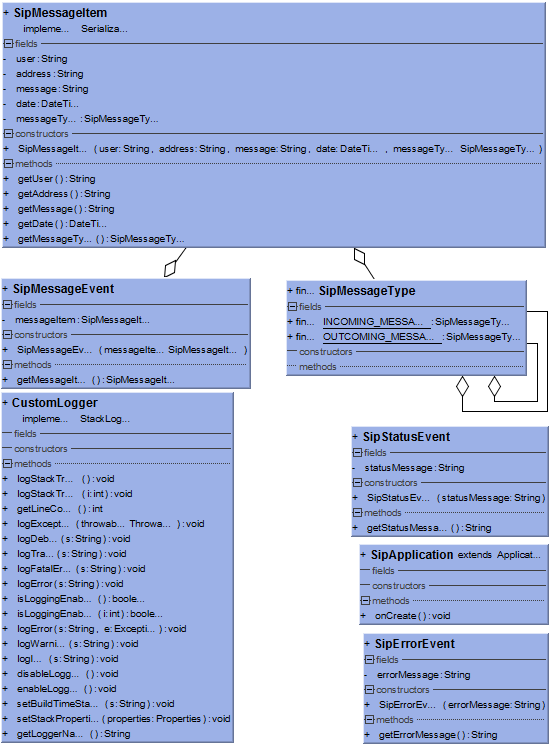 + SipMessageItem
impleme... Serializa...
fields
- user : String
- address : String
- message : String
- date : DateTi...
- messageTy... : SipMessageTy...
constructors
+ SipMessageIt... ( user : String , address : String , message : String , date : DateTi... , messageTy... SipMessageTy... )
methods
+ getUser ( ) : String
+ getAddress ( ) : String
+ getMessage ( ) : String
+ getDate ( ) : DateTi...
+ getMessageTy... ( ) : SipMessageTy...
+ SipMessageEvent
fields
- messageItem : SipMessageIt...
constructors
+ SipMessageEv... ( messageIte... SipMessageIt... )
methods
+ getMessageIt... ( ) : SipMessageIt...
+ fin... SipMessageType
fields
+ fin... INCOMING_MESSA... : SipMessageTy...
+ fin... OUTCOMING_MESSA... : SipMessageTy...
constructors
methods
+ CustomLogger
impleme... StackLog...
fields
constructors
methods
+ logStackTr... ( ) : void
+ logStackTr... ( i : int ) : void
+ getLineCo... ( ) : int
+ logExcept... ( throwab... Throwa... ) : void
+ logDeb... ( s : String ) : void
+ logTra... ( s : String ) : void
+ logFatalEr... ( s : String ) : void
+ logError ( s : String ) : void
+ isLoggingEnab... ( ) : boole...
+ isLoggingEnab... ( i : int ) : boole...
+ logError ( s : String , e : Excepti... ) : void
+ logWarni... ( s : String ) : void
+ logI... ( s : String ) : void
+ disableLogg... ( ) : void
+ enableLogg... ( ) : void
+ setBuildTimeSta... ( s : String ) : void
+ setStackProperti... ( properties : Properties ) : void
+ getLoggerNa... ( ) : String
+ SipStatusEvent
fields
- statusMessage : String
constructors
+ SipStatusEv... ( statusMessage : String )
methods
+ getStatusMessa... ( ) : String
+ SipApplication extends Applicat...
fields
constructors
methods
+ onCreate ( ) : void
+ SipErrorEvent
fields
- errorMessage : String
constructors
+ SipErrorEv... ( errorMessage : String )
methods
+ getErrorMessage ( ) : String